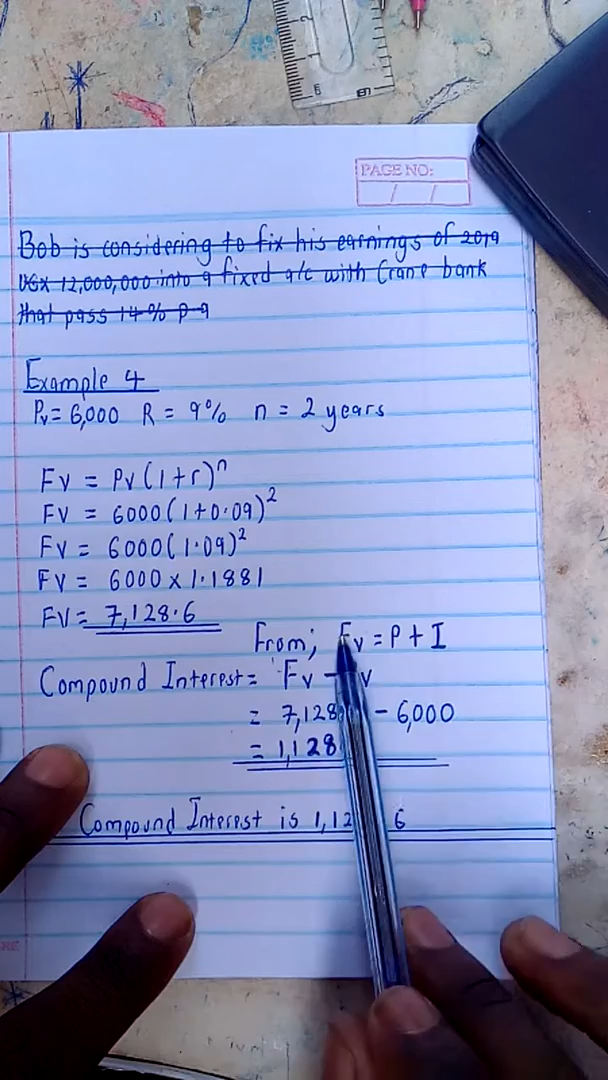 PAGE NO:
/ /
Bob is considering to fix his earnings of 2019
UGX 12,000,000 into a fixed a/c with Crane bank
that pass 14% p-a
Example 4
Pv = 6,000 R = 9% n = 2 years
Fv = Pv(1+r)^n
Fv = 6000(1+0.09)^2
Fv = 6000(1.09)^2
Fv = 6000 x 1.1881
FV = 7,128.6
From; Fv = P + I
Compound Interest = Fv - v
= 7,128 - 6,000
= 1,128
Compound Interest is 1,12 6